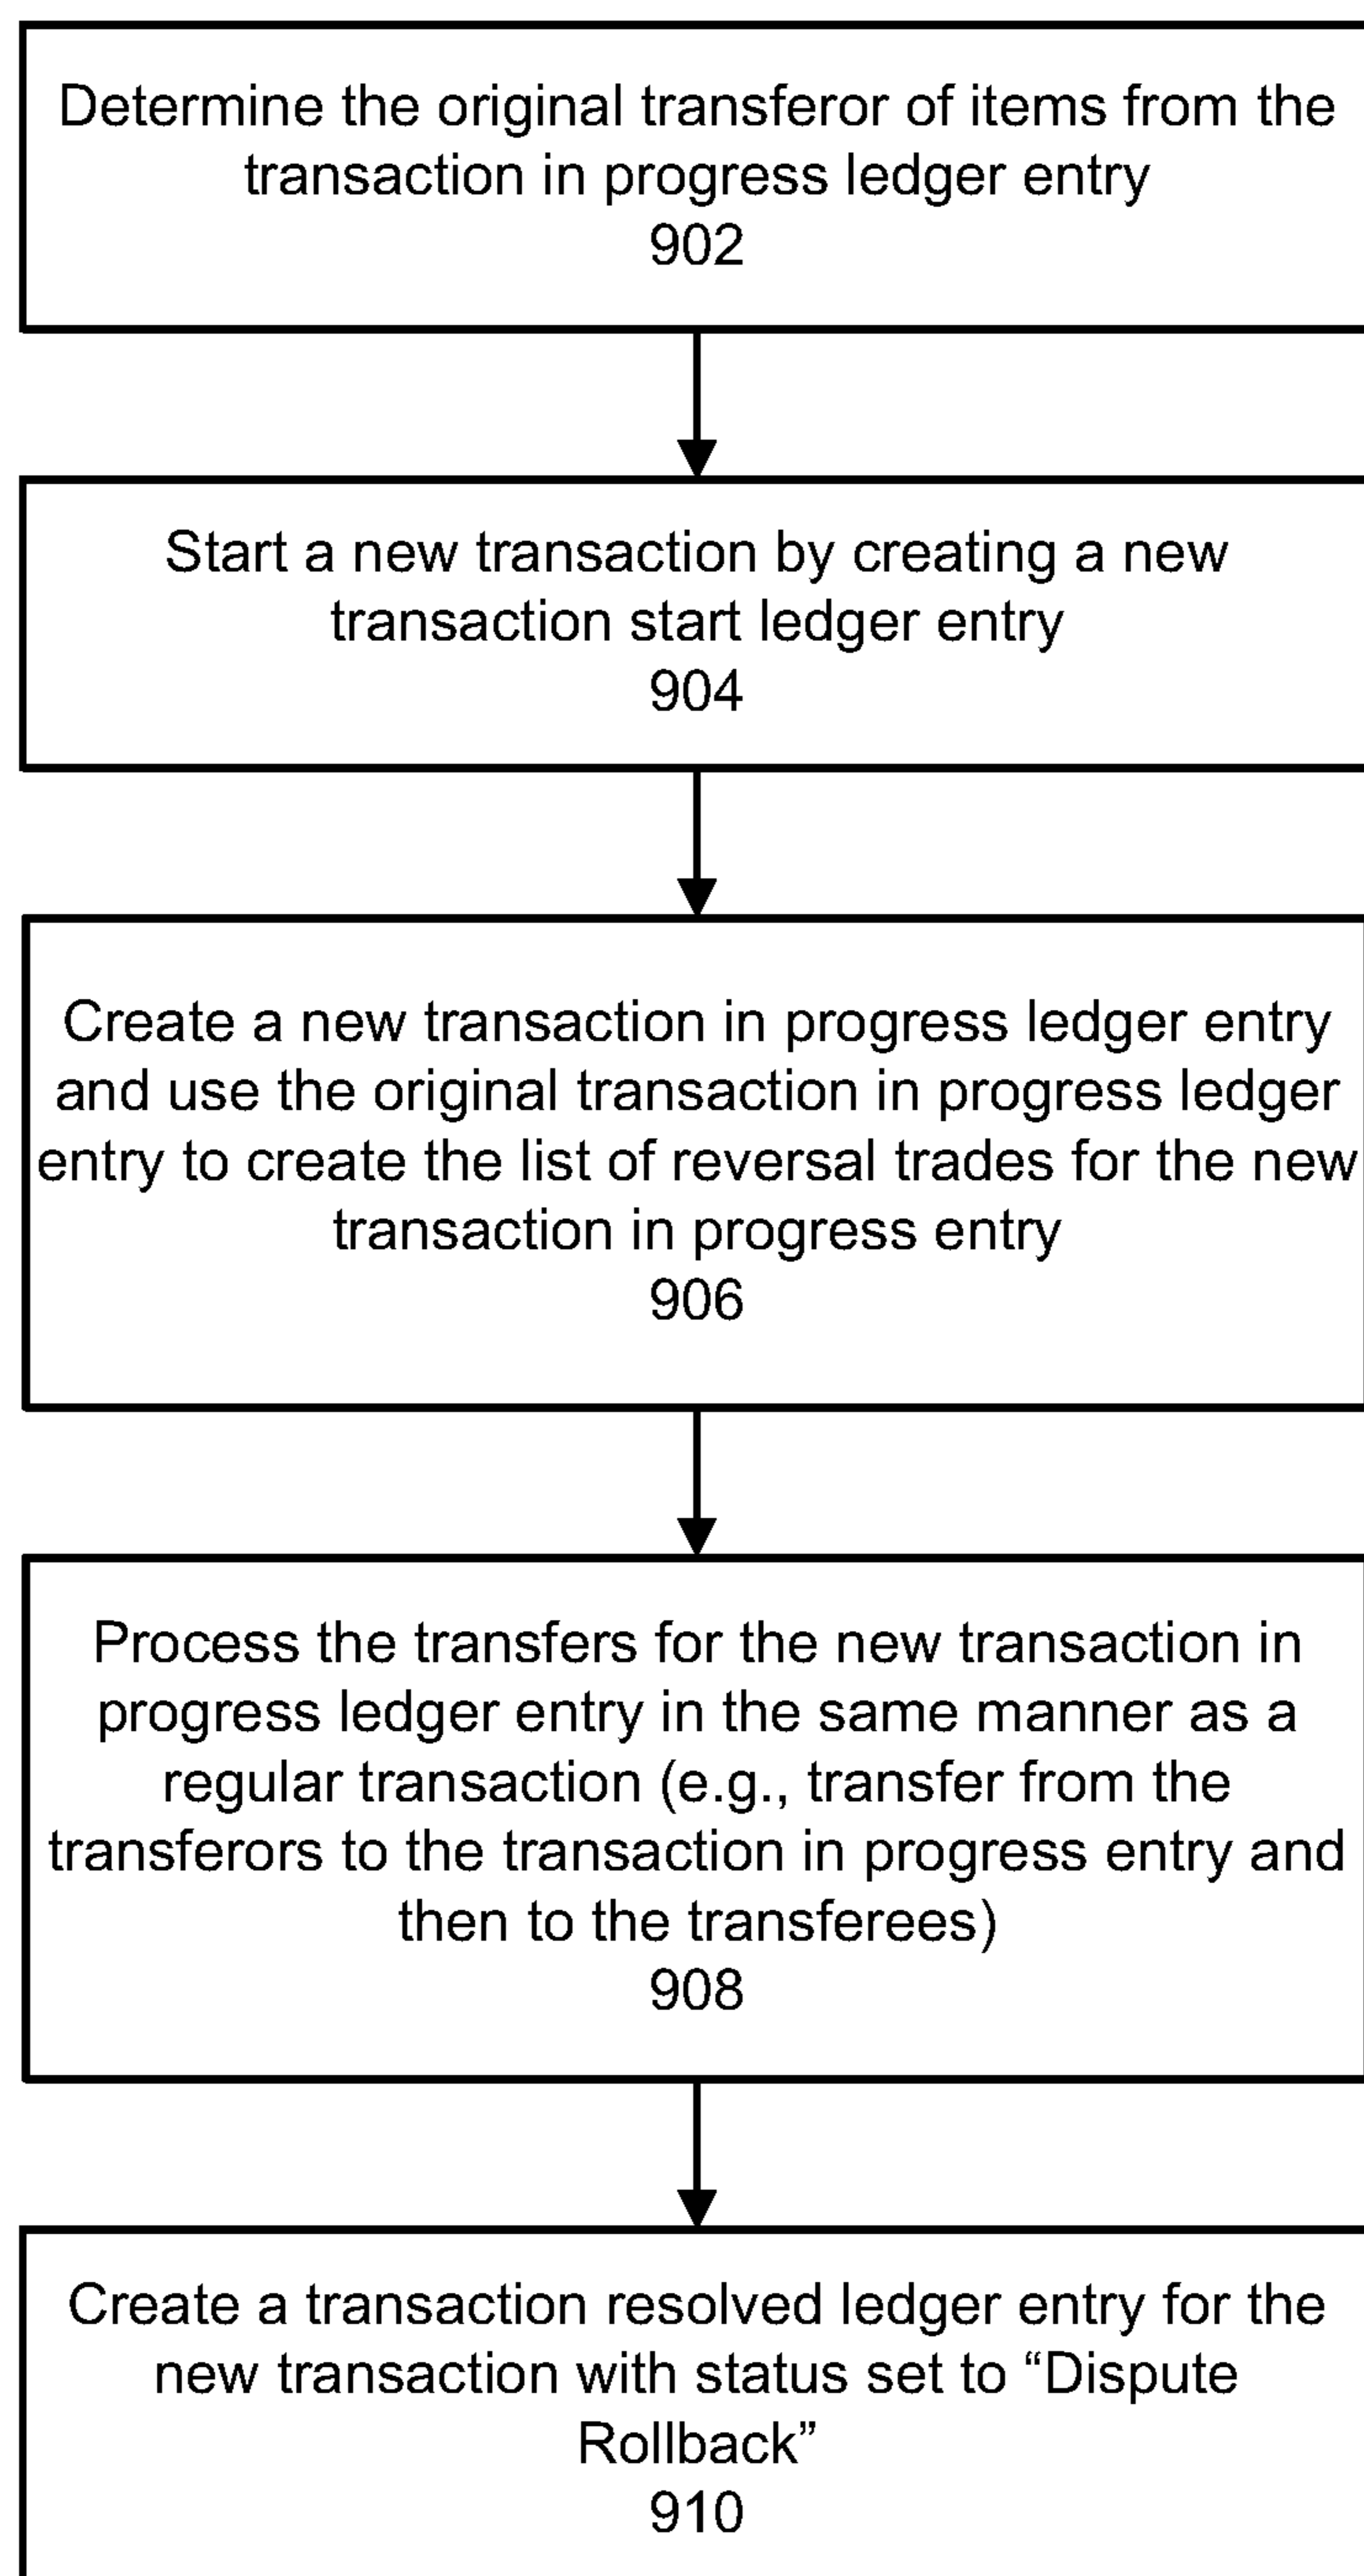 Determine the original transferor of items from the
transaction in progress ledger entry
902
Start a new transaction by creating a new
transaction start ledger entry
904
Create a new transaction in progress ledger entry
and use the original transaction in progress ledger
entry to create the list of reversal trades for the new
transaction in progress entry
906
Process the transfers for the new transaction in
progress ledger entry in the same manner as a
regular transaction (e.g., transfer from the
transferors to the transaction in progress entry and
then to the transferees)
908
Create a transaction resolved ledger entry for the
new transaction with status set to “Dispute
Rollback”
910